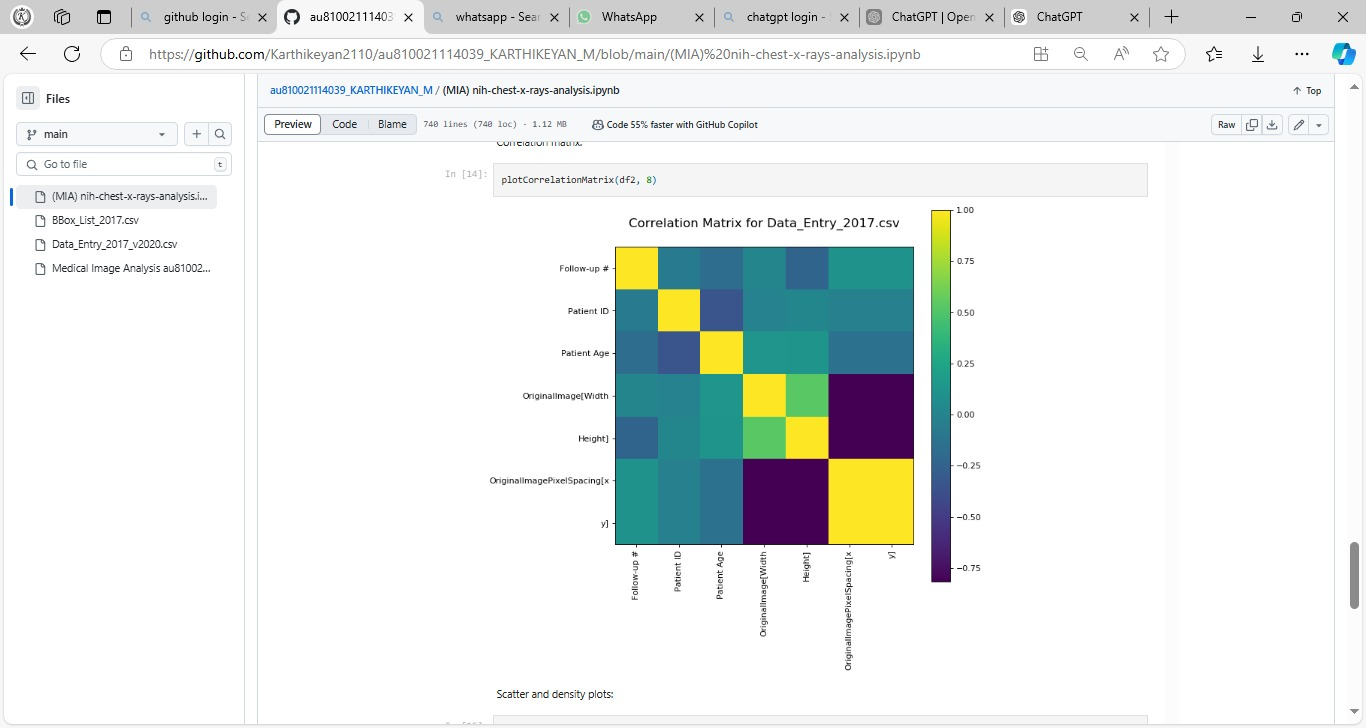 github login - Se
au81002111403
whatsapp - Sear
WhatsApp
chatgpt login -
ChatGPT | Open
ChatGPT
https://github.com/Karthikeyan2110/au810021114039_KARTHIKEYAN_M/blob/main/(MIA)%20nih-chest-x-rays-analysis.ipynb
Files
main
Go to file
t
(MIA) nih-chest-x-rays-analysis.i...
BBox_List_2017.csv
Data_Entry_2017_v2020.csv
Medical Image Analysis au81002...
au810021114039_KARTHIKEYAN_M / (MIA) nih-chest-x-rays-analysis.ipynb
Top
Preview Code Blame 740 lines (740 loc) · 1.12 MB Code 55% faster with GitHub Copilot
Raw
Correlation matrix:
In [14]: plotCorrelationMatrix(df2, 8)
Correlation Matrix for Data_Entry_2017.csv
Follow-up #
Patient ID
Patient Age
OriginalImage[Width
Height]
OriginalImagePixelSpacing[x
y]
Follow-up #
Patient ID
Patient Age
OriginalImage[Width
Height]
OriginalImagePixelSpacing[x
y]
1.00
0.75
0.50
0.25
0.00
−0.25
−0.50
−0.75
Scatter and density plots: